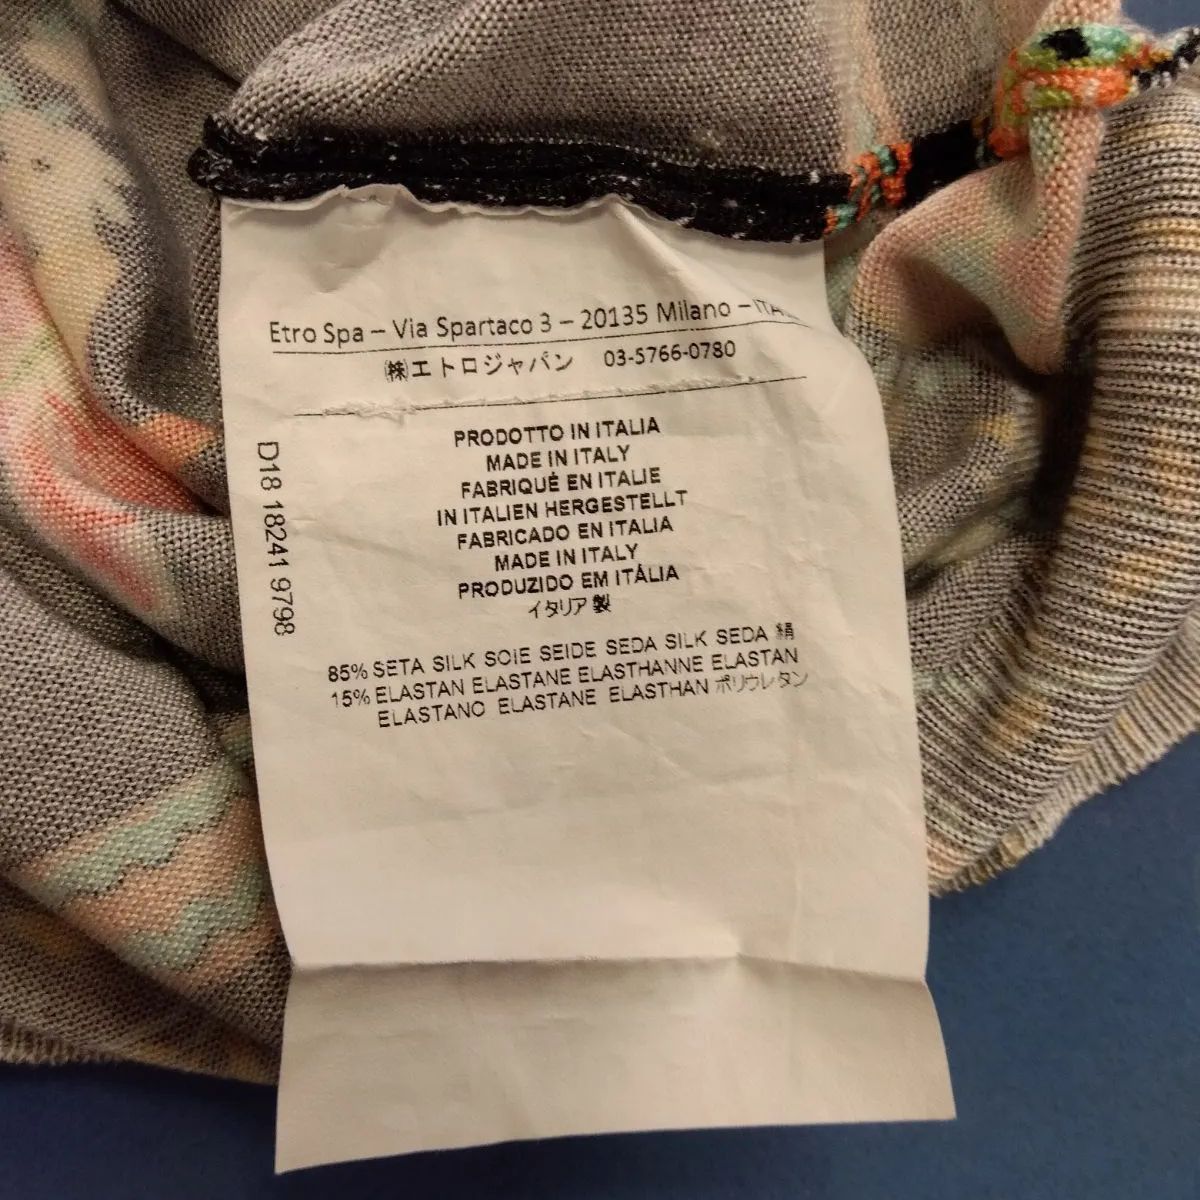 Etro Spa – Via Spartaco 3 – 20135 Milano –
㈱エトロジャパン 03-5766-0780
D18 18241 9798
PRODOTTO IN ITALIA
MADE IN ITALY
FABRIQUÉ EN ITALIE
IN ITALIEN HERGESTELLT
FABRICADO EN ITALIA
MADE IN ITALY
PRODUZIDO EM ITÁLIA
イタリア製
85% SETA SILK SOIE SEIDE SEDA SILK SEDA 絹
15% ELASTAN ELASTANE ELASTHANNE ELASTAN
ELASTANO ELASTANE ELASTHAN ポリウレタン